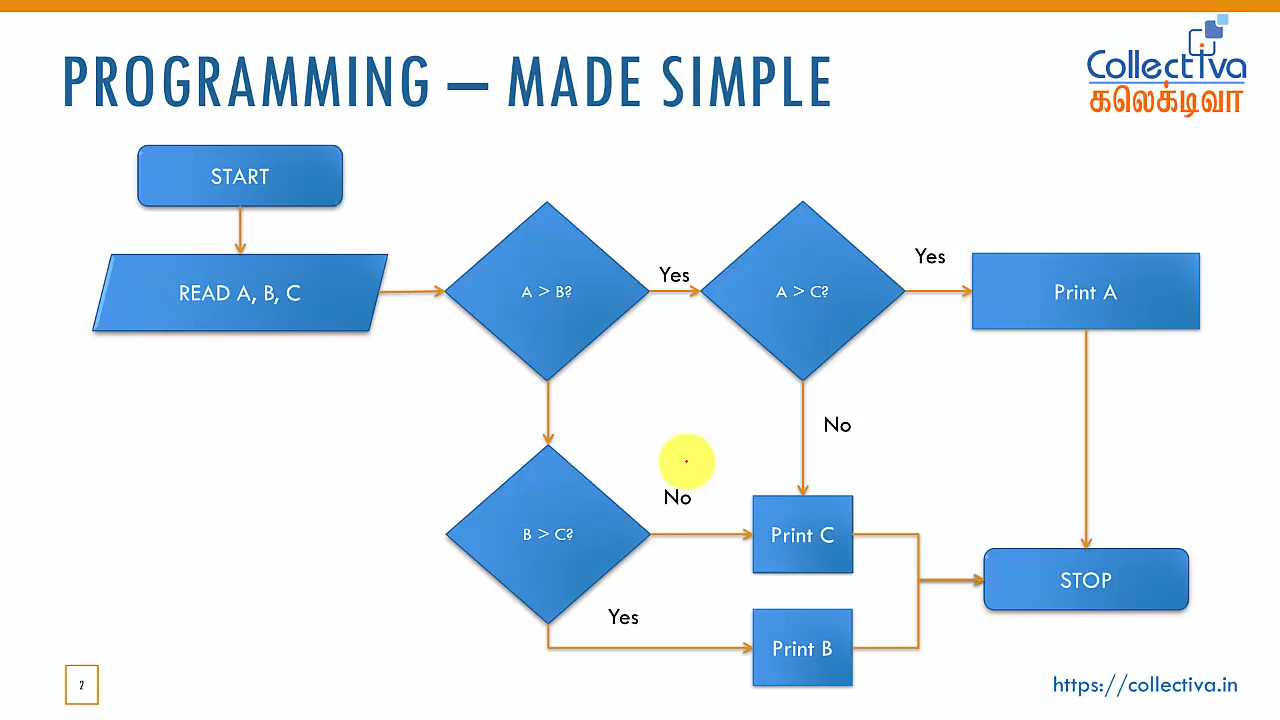 PROGRAMMING – MADE SIMPLE
Collectiva
கலெக்டிவா
START
READ A, B, C
A > B?
Yes
A > C?
Yes
Print A
No
No
B > C?
Print C
Yes
Print B
STOP
2
https://collectiva.in